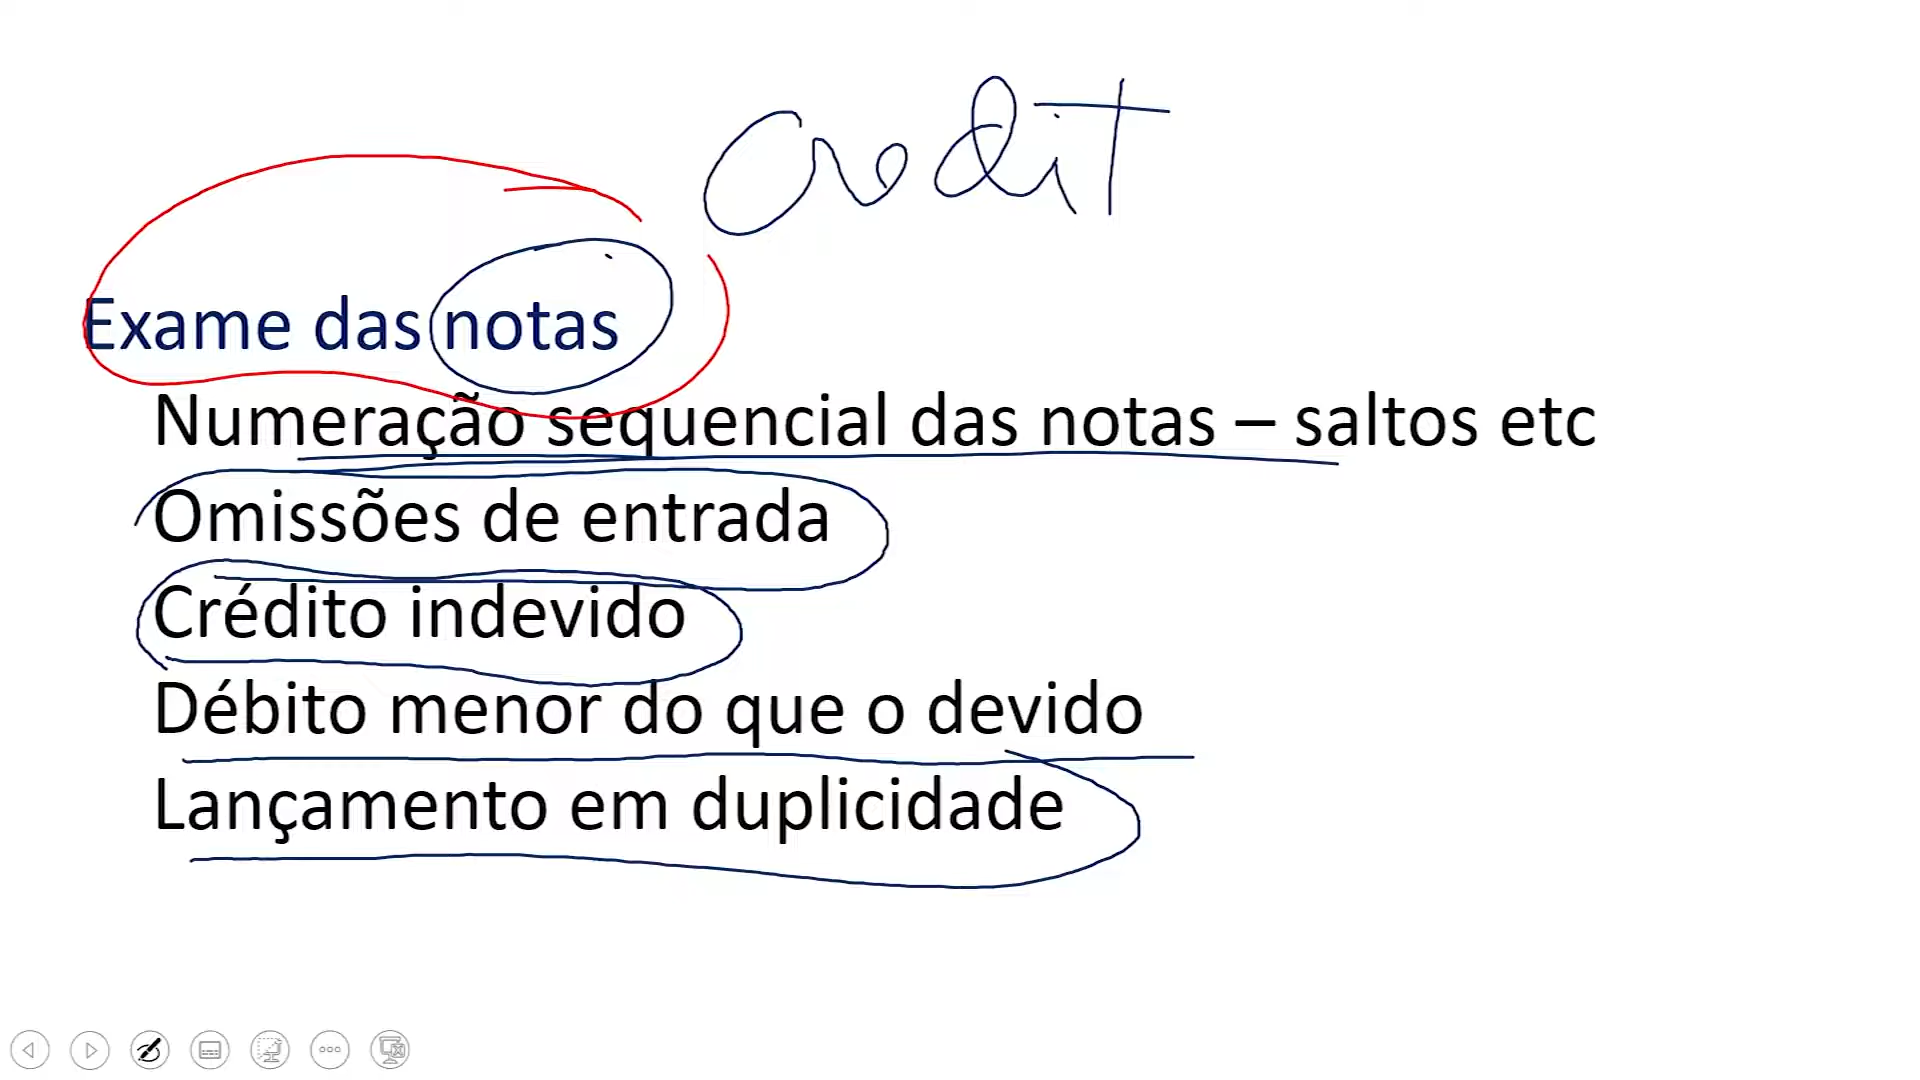 credit
Exame das notas
Numeração sequencial das notas – saltos etc
Omissões de entrada
Crédito indevido
Débito menor do que o devido
Lançamento em duplicidade